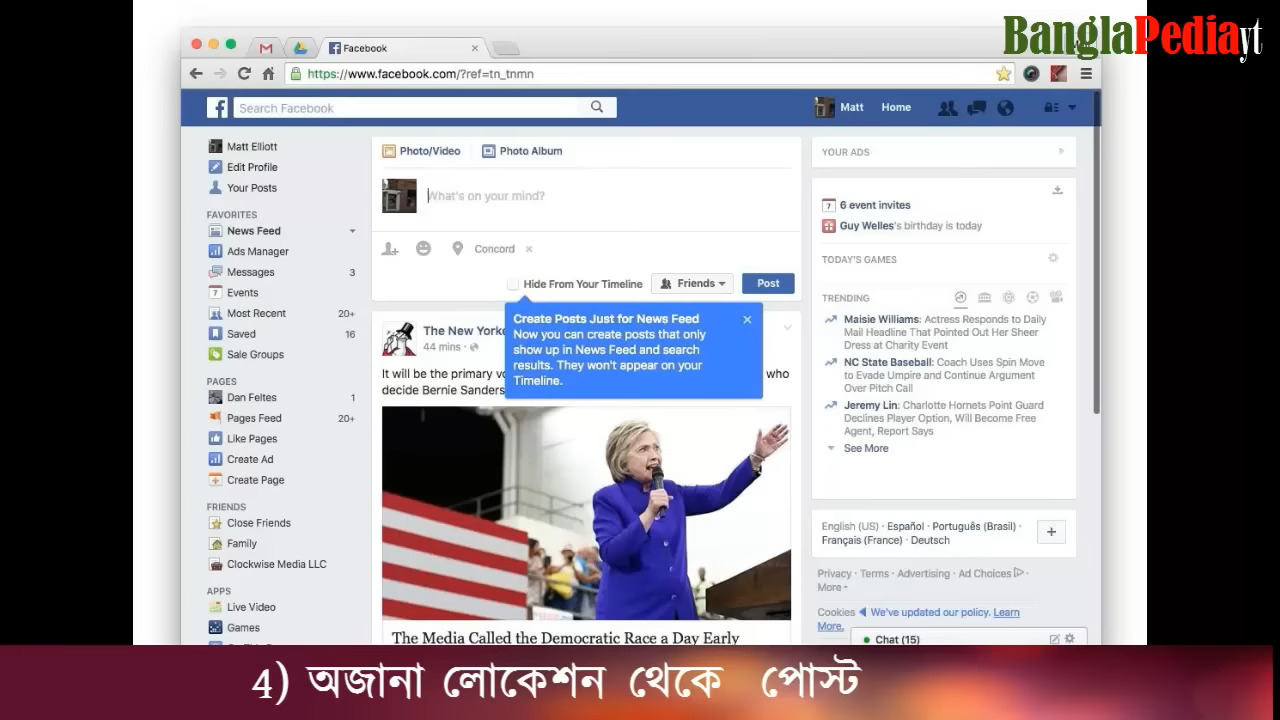 BanglaPediayt
Facebook
https://www.facebook.com/?ref=tn_tnmn
Search Facebook
Matt Home
Matt Elliott
Edit Profile
Your Posts
FAVORITES
News Feed
Ads Manager
Messages 3
Events
Most Recent 20+
Saved 16
Sale Groups
PAGES
Dan Feltes 1
Pages Feed 20+
Like Pages
Create Ad
Create Page
FRIENDS
Close Friends
Family
Clockwise Media LLC
APPS
Live Video
Games
Photo/Video Photo Album
What's on your mind?
Concord
Hide From Your Timeline Friends Post
Create Posts Just for News Feed
Now you can create posts that only
show up in News Feed and search
results. They won't appear on your
Timeline.
The New Yorke
44 mins ·
It will be the primary vo who
decide Bernie Sanders
The Media Called the Democratic Race a Day Early
YOUR ADS
6 event invites
Guy Welles's birthday is today
TODAY'S GAMES
TRENDING
Maisie Williams: Actress Responds to Daily
Mail Headline That Pointed Out Her Sheer
Dress at Charity Event
NC State Baseball: Coach Uses Spin Move
to Evade Umpire and Continue Argument
Over Pitch Call
Jeremy Lin: Charlotte Hornets Point Guard
Declines Player Option, Will Become Free
Agent, Report Says
See More
English (US) · Español · Português (Brasil) ·
Français (France) · Deutsch
Privacy · Terms · Advertising · Ad Choices ·
More
Cookies We've updated our policy. Learn
More.
Chat (15)
4) অজানা লোকেশন থেকে পোস্ট